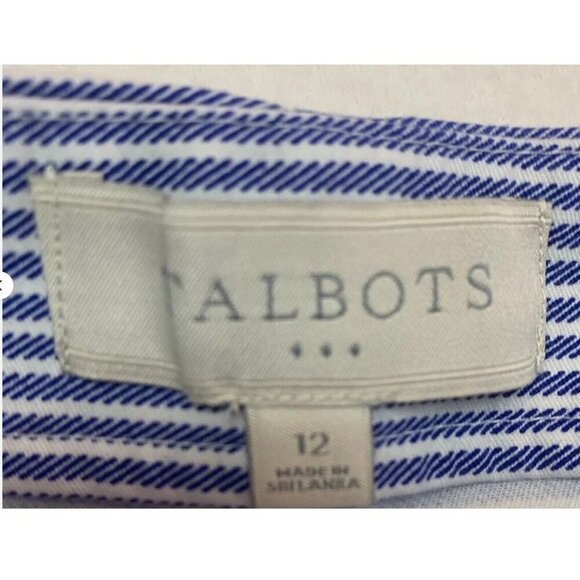 TALBOTS
12
MADE IN
SRI LANKA